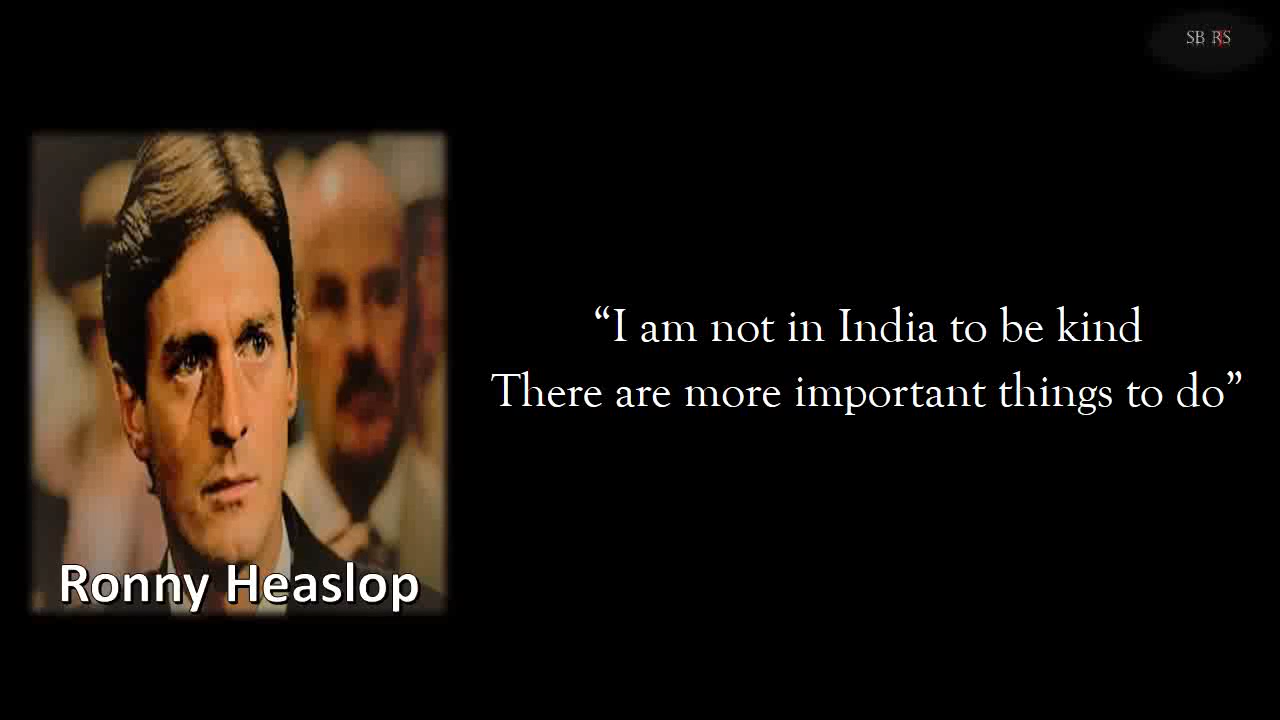 SB RS
“I am not in India to be kind
There are more important things to do”
Ronny Heaslop